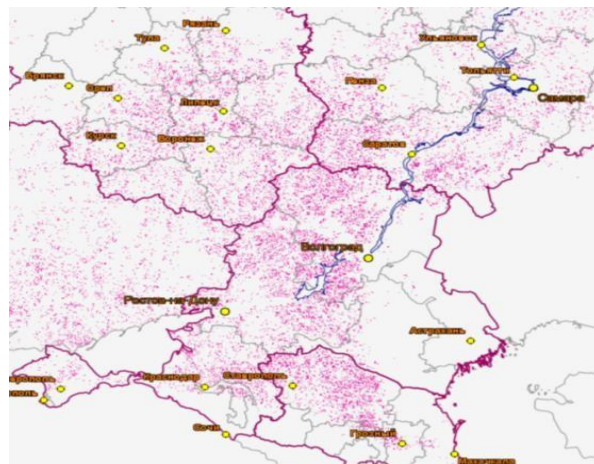 Рязань
Тула
Ульяновск
Брянск
Орел
Пенза
Тольятти
Самара
Липецк
Курск
Воронеж
Саратов
Волгоград
Ростов-на-Дону
Астрахань
Краснодар
Ставрополь
Сочи
Грозный
Махачкала